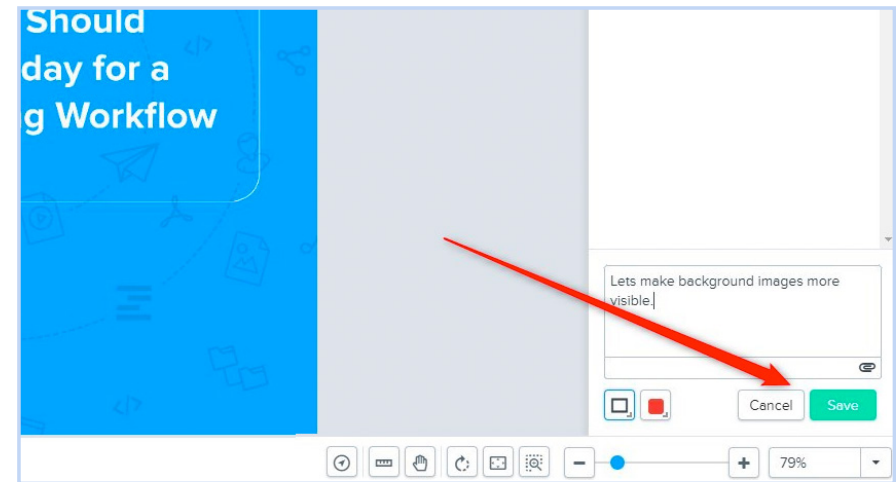 Should
day for a
g Workflow
Lets make background images more
visible.
Cancel
Save
79%